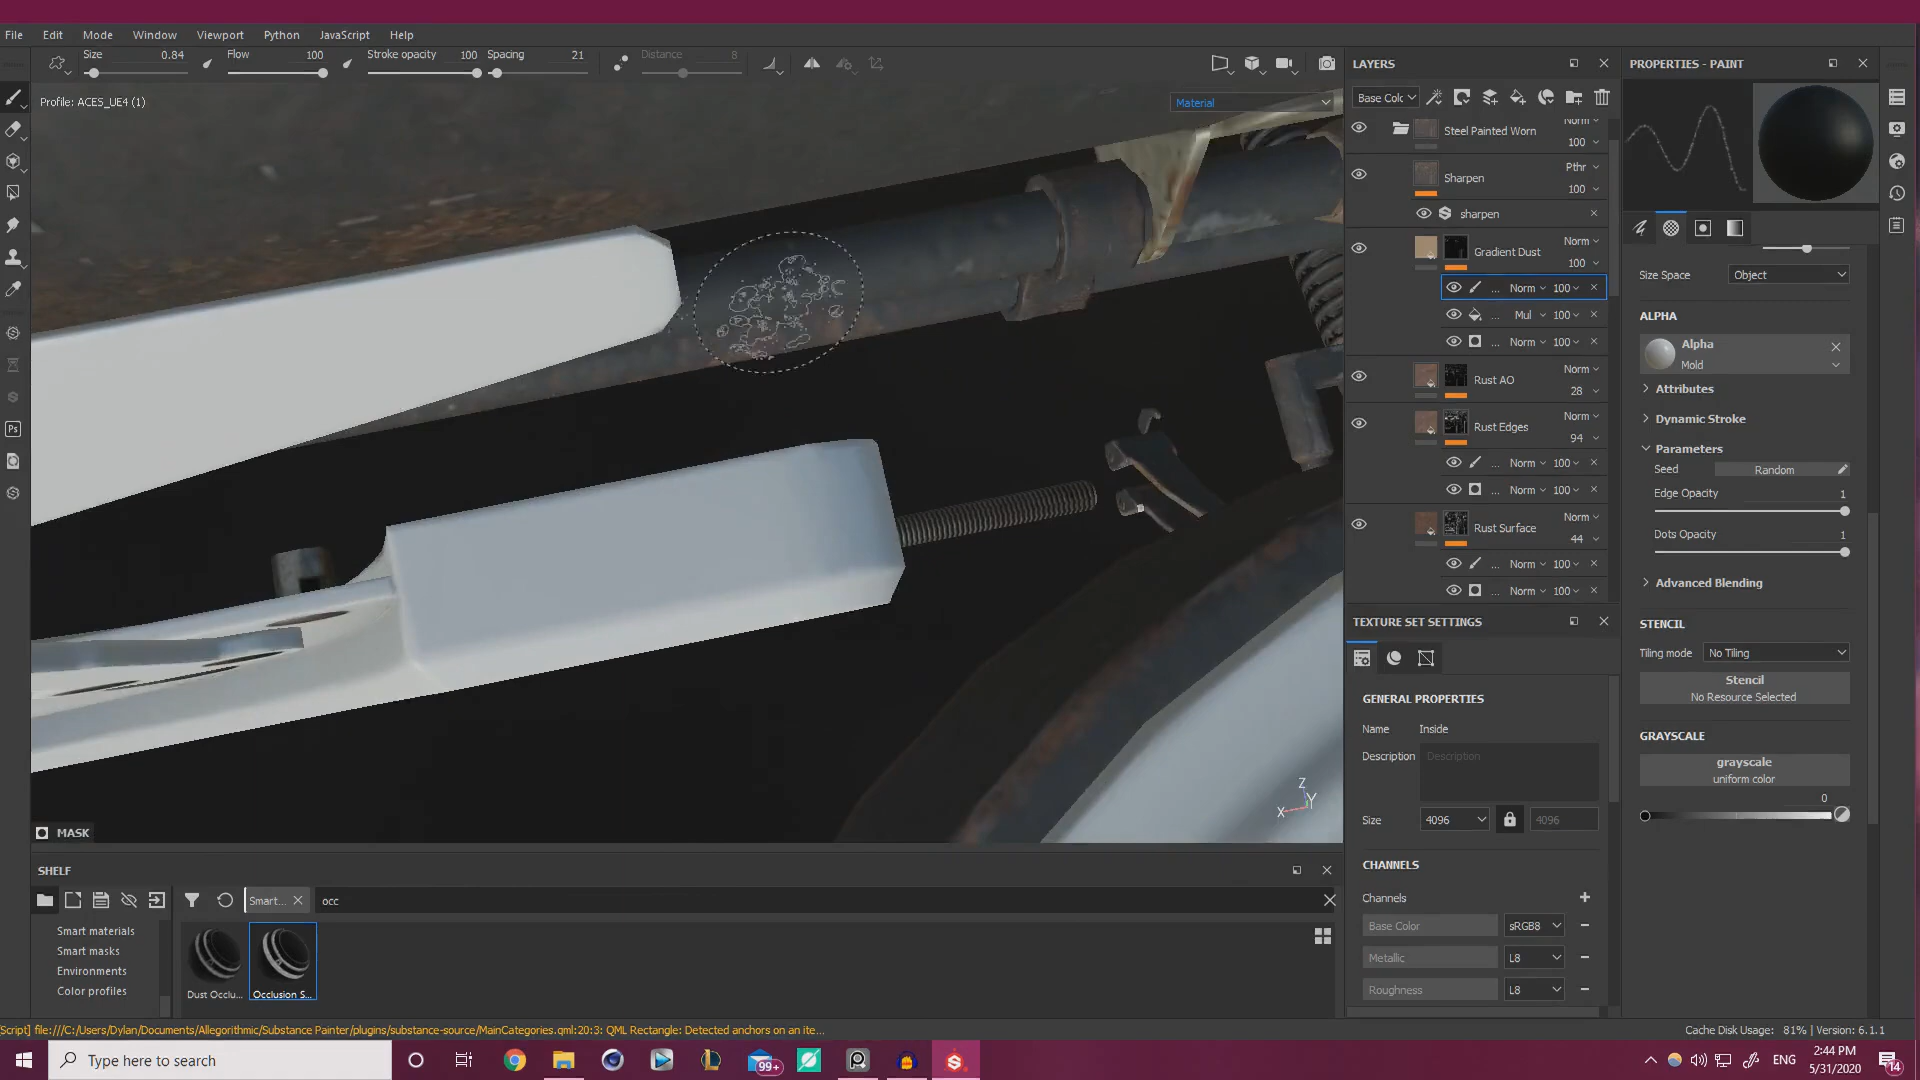 File Edit Mode Window Viewport Python JavaScript Help
Size 0.84 Flow 100 Stroke opacity 100 Spacing 21 Distance 8
Profile: ACES_UE4 (1)
Material
Z
Y
X
MASK
LAYERS
Base Colc
Steel Painted Worn Norm 100
Sharpen Pthr 100
sharpen
Gradient Dust Norm 100
... Norm 100
... Mul 100
... Norm 100
Rust AO Norm 28
Rust Edges Norm 94
... Norm 100
... Norm 100
Rust Surface Norm 44
... Norm 100
... Norm 100
TEXTURE SET SETTINGS
GENERAL PROPERTIES
Name Inside
Description Description
Size 4096 4096
CHANNELS
Channels
Base Color sRGB8
Metallic L8
Roughness L8
PROPERTIES - PAINT
Size Space Object
ALPHA
Alpha
Mold
Attributes
Dynamic Stroke
Parameters
Seed Random
Edge Opacity 1
Dots Opacity 1
Advanced Blending
STENCIL
Tiling mode No Tiling
Stencil
No Resource Selected
GRAYSCALE
grayscale
uniform color
0
SHELF
Smart... occ
Smart materials
Smart masks
Environments
Color profiles
Dust Occlu... Occlusion S...
Script] file:///C:/Users/Dylan/Documents/Allegorithmic/Substance Painter/plugins/substance-source/MainCategories.qml:20:3: QML Rectangle: Detected anchors on an ite...
Cache Disk Usage: 81% | Version: 6.1.1
Type here to search
Ps
99+
ENG
2:44 PM
5/31/2020
14